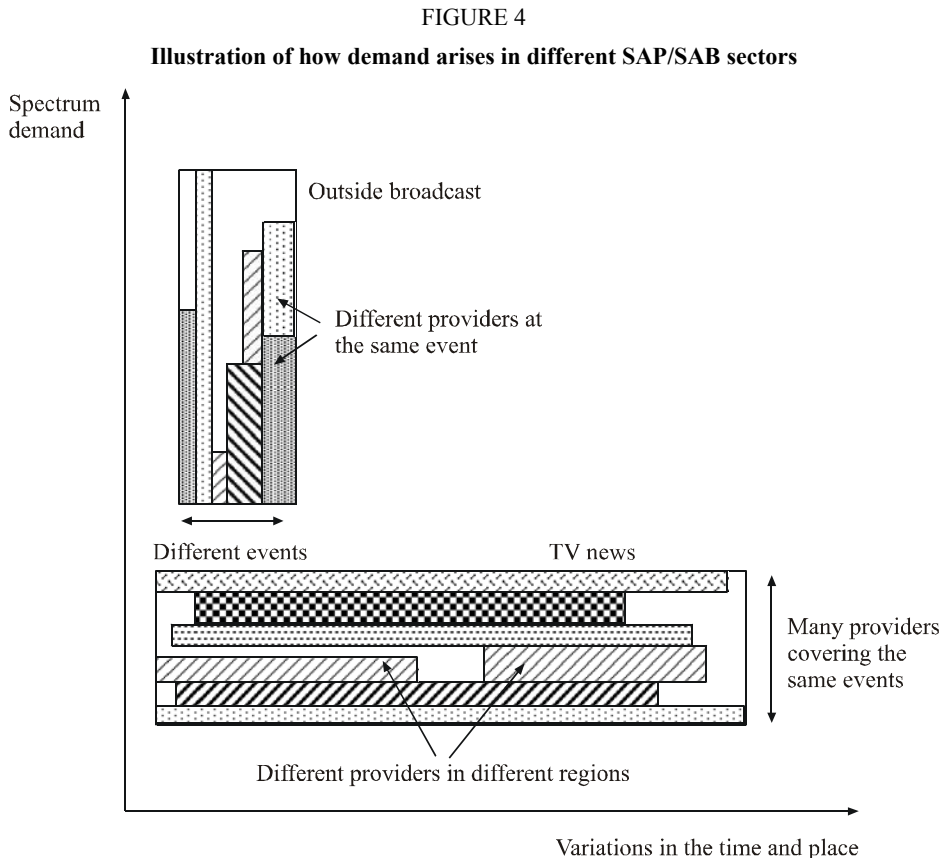 FIGURE 4
Illustration of how demand arises in different SAP/SAB sectors
Spectrum
demand
Outside broadcast
Different providers at
the same event
Different events
TV news
Many providers
covering the
same events
Different providers in different regions
Variations in the time and place